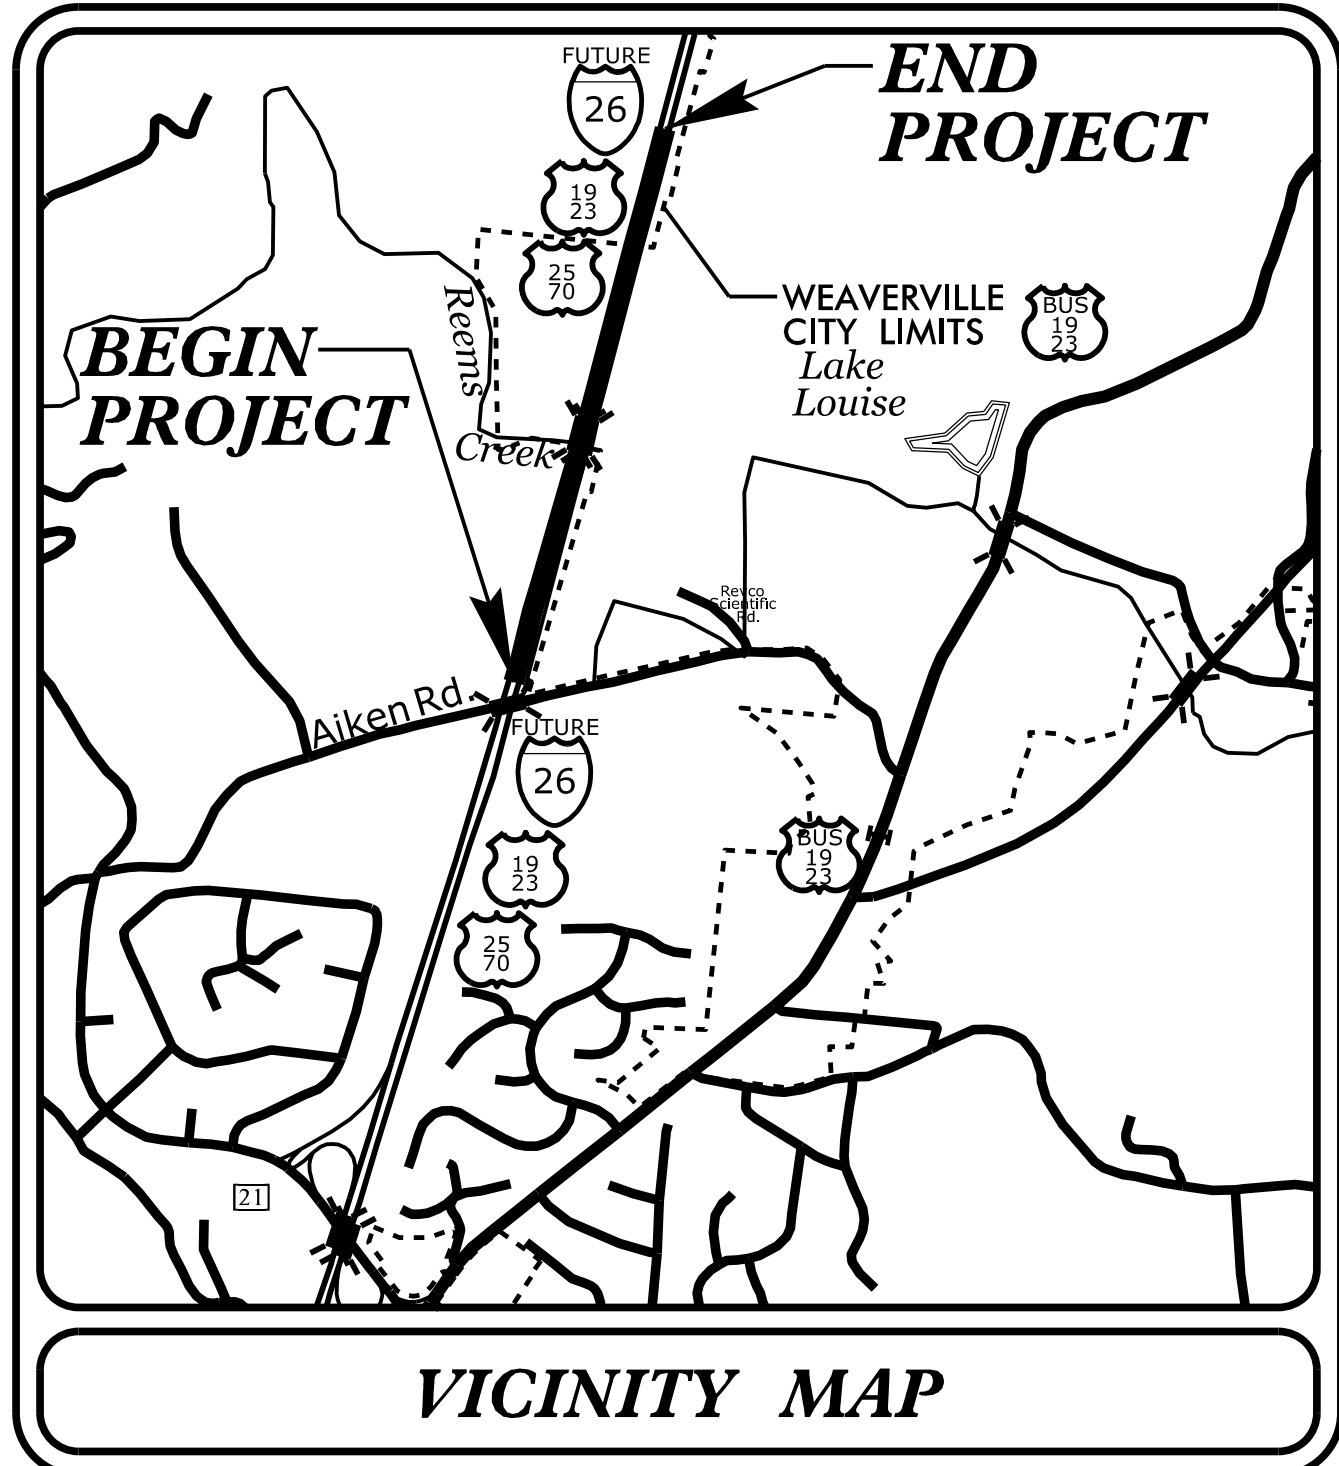 FUTURE
26
END
PROJECT
19
23
25
70
WEAVERVILLE
CITY LIMITS
BUS
19
23
Reems
BEGIN
PROJECT
Lake
Louise
Creek
Revco
Scientific
Rd.
Aiken Rd.
FUTURE
26
BUS
19
23
19
23
25
70
21
VICINITY MAP